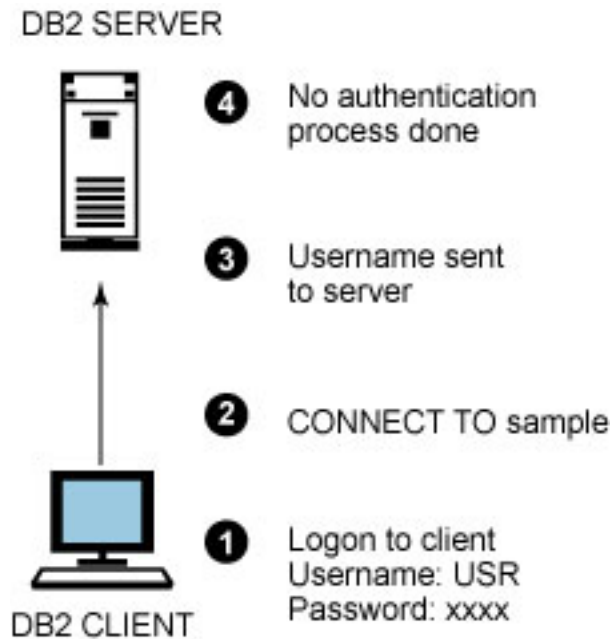 DB2 SERVER
4 No authentication
process done
3 Username sent
to server
2 CONNECT TO sample
1 Logon to client
Username: USR
Password: xxxx
DB2 CLIENT